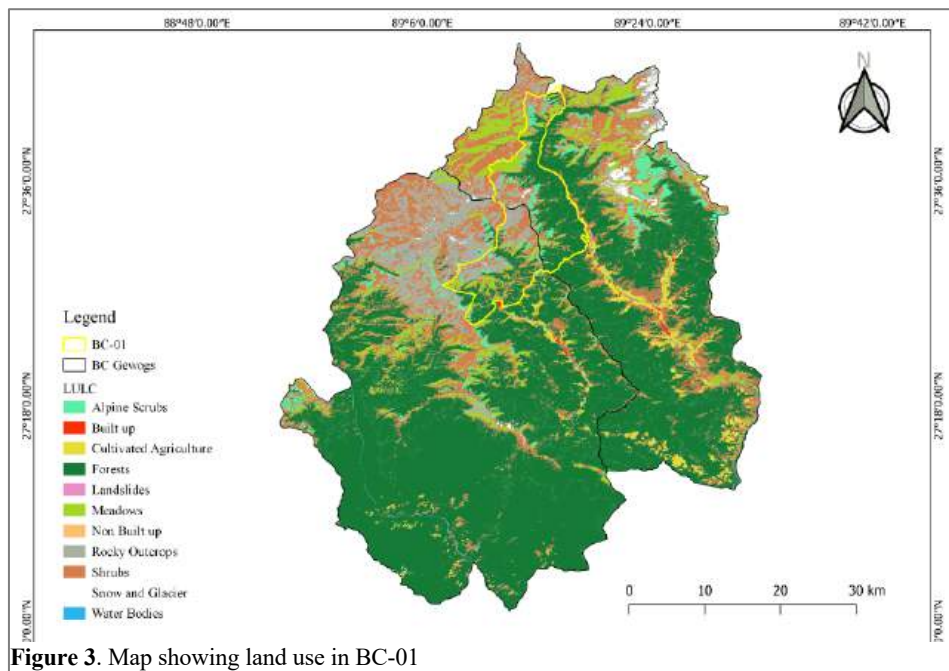 88°48'0.00"E 89°6'0.00"E 89°24'0.00"E 89°42'0.00"E
N
27°36'0.00"N 27°36'0.00"N
Legend
BC-01
BC Gewogs
LULC
Alpine Scrubs
Built up
Cultivated Agriculture
Forests
Landslides
Meadows
Non Built up
Rocky Outcrops
Shrubs
Snow and Glacier
Water Bodies
27°18'0.00"N 27°18'0.00"N
0 10 20 30 km
Figure 3. Map showing land use in BC-01